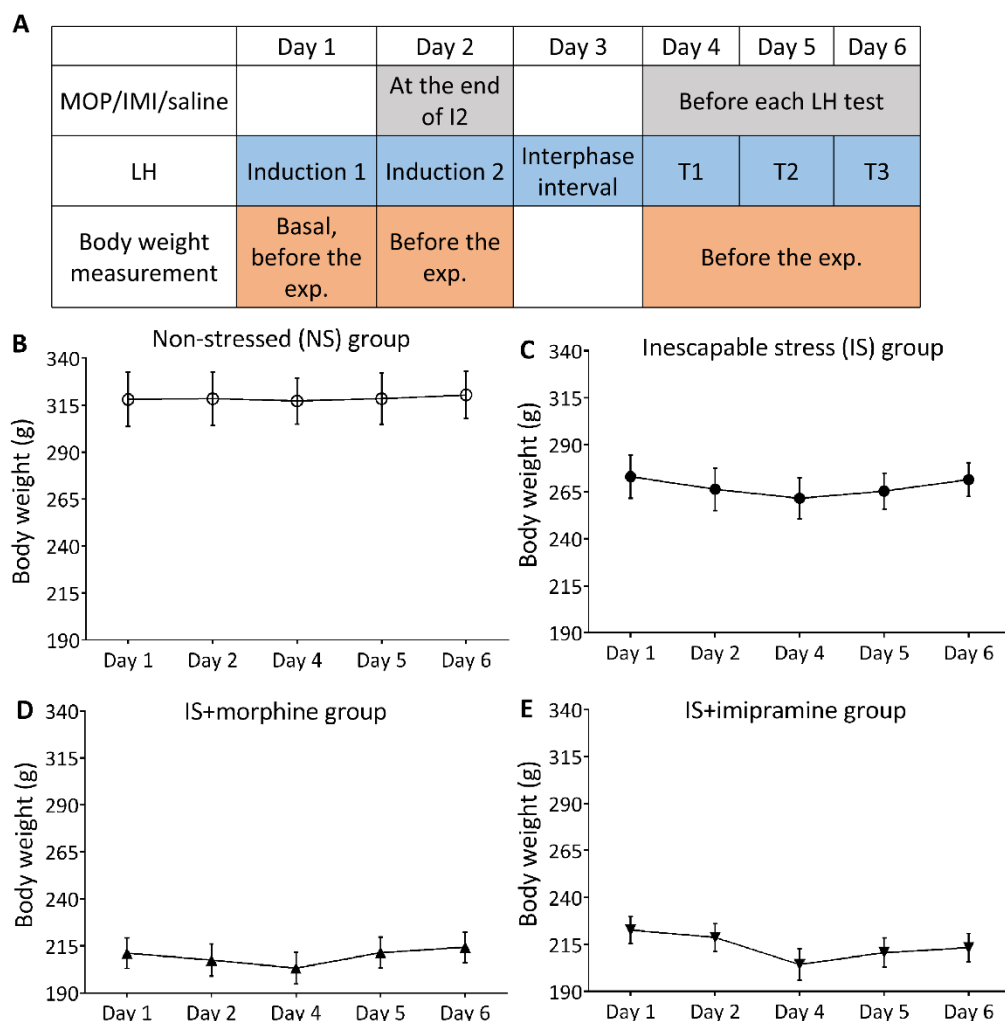 A
Day 1 Day 2 Day 3 Day 4 Day 5 Day 6
MOP/IMI/saline
At the end
of I2
Before each LH test
LH
Induction 1
Induction 2
Interphase
interval
T1
T2
T3
Body weight
measurement
Basal,
before the
exp.
Before the
exp.
Before the exp.
B
Non-stressed (NS) group
Body weight (g)
340
315
290
265
240
215
190
Day 1 Day 2 Day 4 Day 5 Day 6
C
Inescapable stress (IS) group
Body weight (g)
340
315
290
265
240
215
190
Day 1 Day 2 Day 4 Day 5 Day 6
D
IS+morphine group
Body weight (g)
340
315
290
265
240
215
190
Day 1 Day 2 Day 4 Day 5 Day 6
E
IS+imipramine group
Body weight (g)
340
315
290
265
240
215
190
Day 1 Day 2 Day 4 Day 5 Day 6